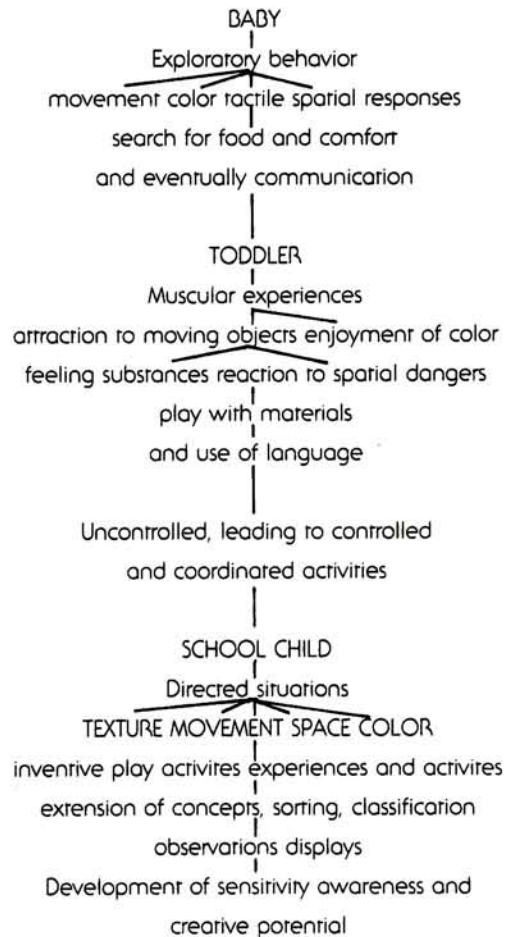 BABY
Exploratory behavior
movement color tactile spatial responses
search for food and comfort
and eventually communication
TODDLER
Muscular experiences
attraction to moving objects enjoyment of color
feeling substances reaction to spatial dangers
play with materials
and use of language
Uncontrolled, leading to controlled
and coordinated activities
SCHOOL CHILD
Directed situations
TEXTURE MOVEMENT SPACE COLOR
inventive play activites experiences and activites
extension of concepts, sorting, classification
observations displays
Development of sensitivity awareness and
creative potential